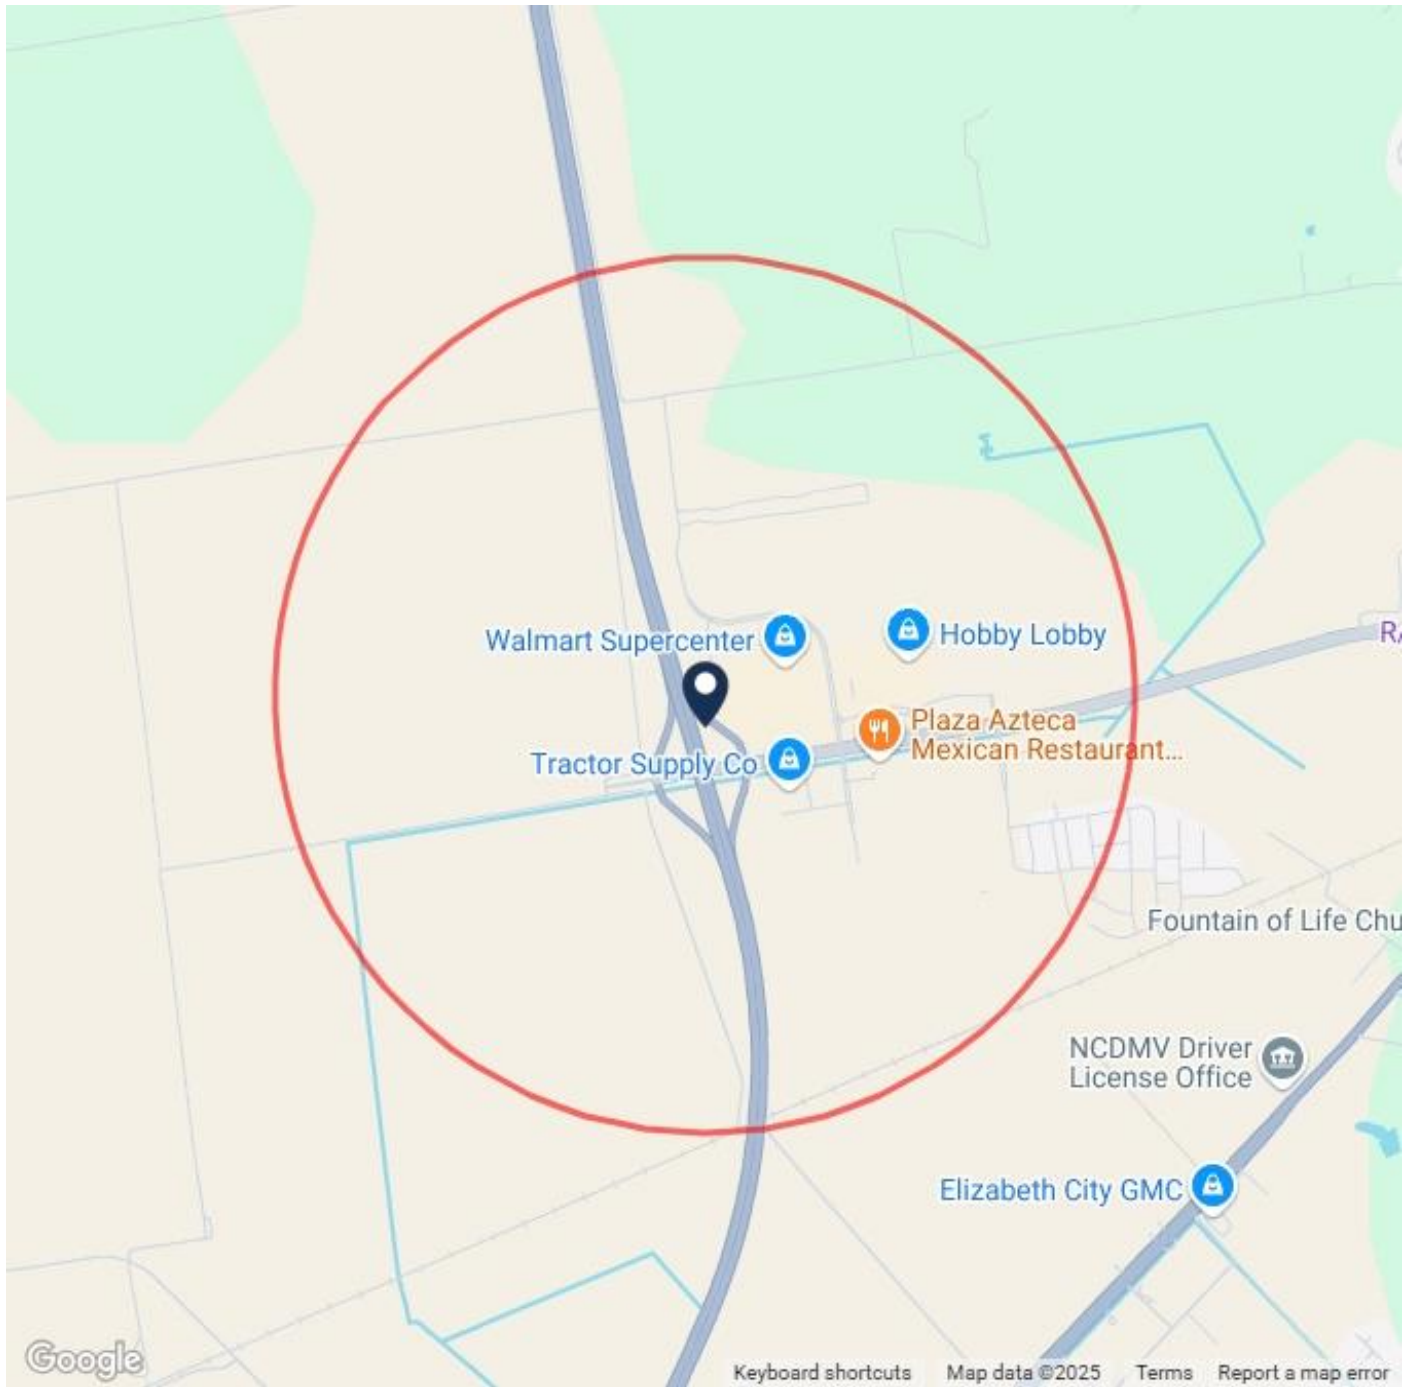 Walmart Supercenter
Hobby Lobby
R
Plaza Azteca
Mexican Restaurant...
Tractor Supply Co
Fountain of Life Chu
NCDMV Driver
License Office
Elizabeth City GMC
Google
Keyboard shortcuts
Map data ©2025
Terms
Report a map error